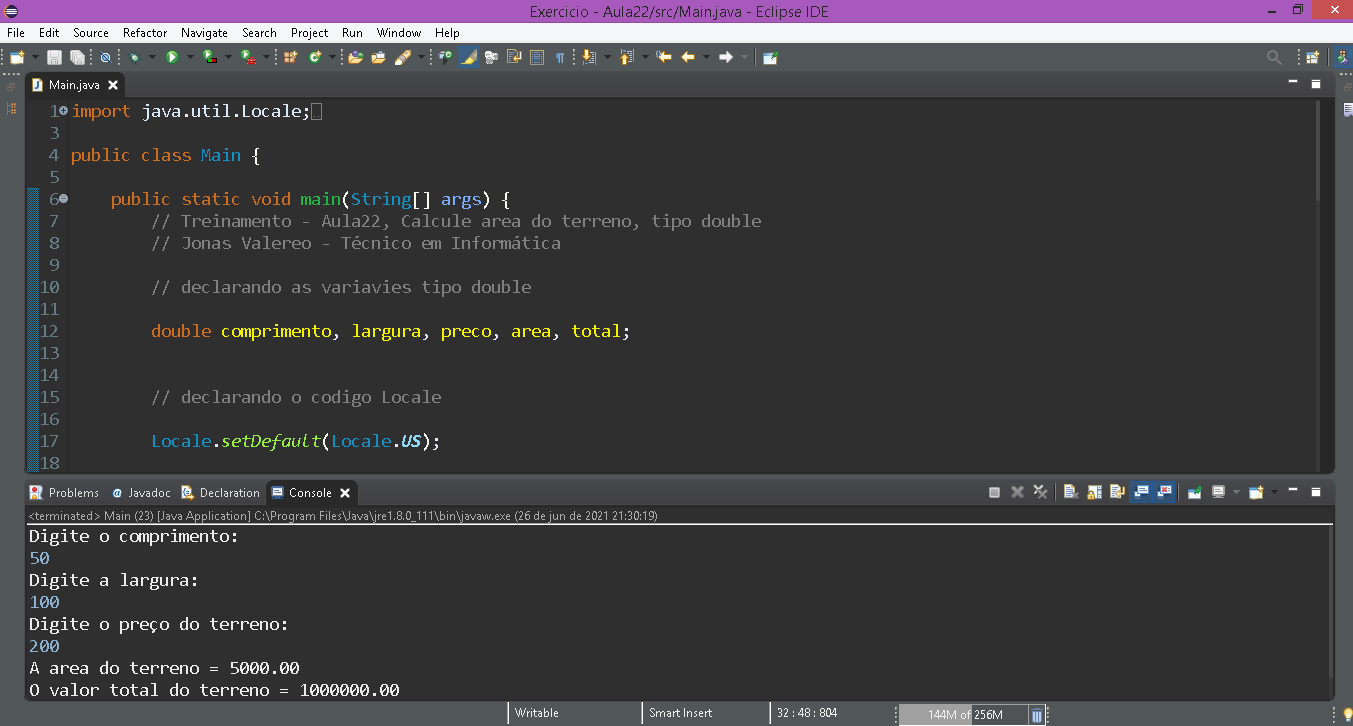 Exercicio - Aula22/src/Main.java - Eclipse IDE
File Edit Source Refactor Navigate Search Project Run Window Help
Main.java
1 import java.util.Locale;
3
4 public class Main {
5
6 public static void main(String[] args) {
7 // Treinamento - Aula22, Calcule area do terreno, tipo double
8 // Jonas Valereo - Técnico em Informática
9
10 // declarando as variavies tipo double
11
12 double comprimento, largura, preco, area, total;
13
14
15 // declarando o codigo Locale
16
17 Locale.setDefault(Locale.US);
18
Problems Javadoc Declaration Console
<terminated> Main (23) [Java Application] C:\Program Files\Java\jre1.8.0_111\bin\javaw.exe (26 de jun de 2021 21:30:19)
Digite o comprimento:
50
Digite a largura:
100
Digite o preço do terreno:
200
A area do terreno = 5000.00
O valor total do terreno = 1000000.00
Writable Smart Insert 32 : 48 : 804 144M of 256M